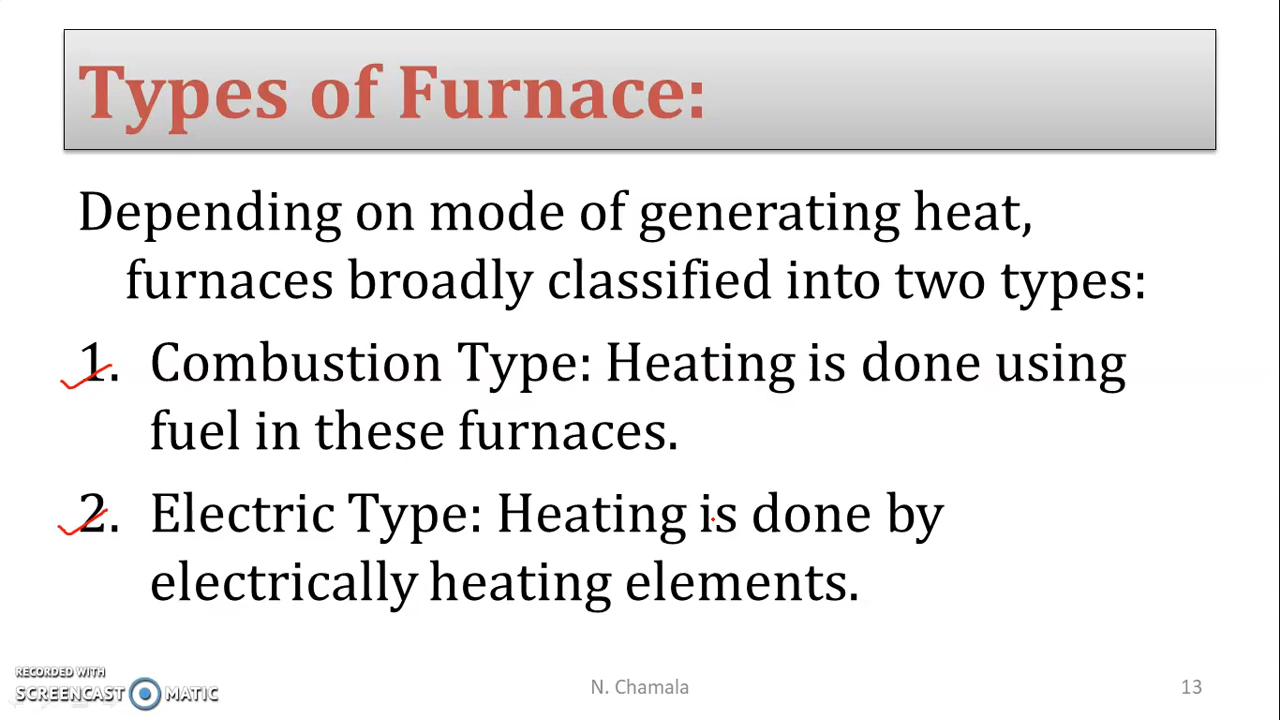 Types of Furnace:
Depending on mode of generating heat,
furnaces broadly classified into two types:
1. Combustion Type: Heating is done using
fuel in these furnaces.
2. Electric Type: Heating is done by
electrically heating elements.
RECORDED WITH
SCREENCAST MATIC
N. Chamala
13